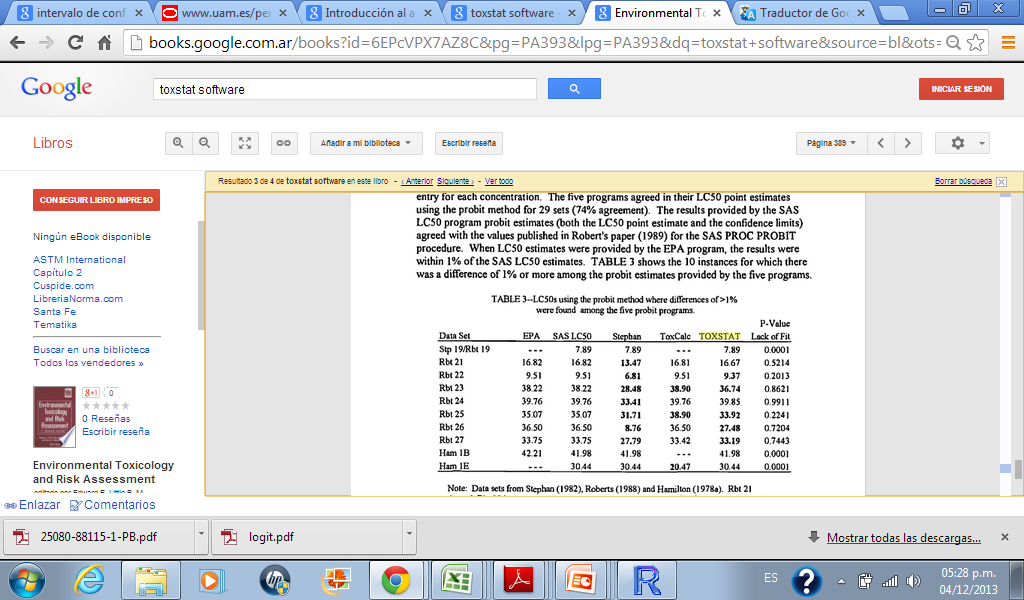 intervalo de conf
www.uam.es/per
Introducción al a
toxstat software
Environmental To
Traductor de Go
books.google.com.ar/books?id=6EPcVPX7AZ8C&pg=PA393&lpg=PA393&dq=toxstat+software&source=bl&ots=
Google
toxstat software
INICIAR SESIÓN
Libros
Añadir a mi biblioteca
Escribir reseña
Página 389
Resultado 3 de 4 de toxstat software en este libro - ‹ Anterior Siguiente › - Ver todo
Borrar búsqueda
CONSEGUIR LIBRO IMPRESO
Ningún eBook disponible
ASTM International
Capítulo 2
Cuspide.com
LibreriaNorma.com
Santa Fe
Tematika
Buscar en una biblioteca
Todos los vendedores »
g+1 0
0 Reseñas
Escribir reseña
Environmental Toxicology and Risk Assessment
Environmental Toxicology
and Risk Assessment
Enlazar Comentarios
entry for each concentration. The five programs agreed in their LC50 point estimates
using the probit method for 29 sets (74% agreement). The results provided by the SAS
LC50 program probit estimates (both the LC50 point estimate and the confidence limits)
agreed with the values published in Robert's paper (1989) for the SAS PROC PROBIT
procedure. When LC50 estimates were provided by the EPA program, the results were
within 1% of the SAS LC50 estimates. TABLE 3 shows the 10 instances for which there
was a difference of 1% or more among the probit estimates provided by the five programs.
TABLE 3--LC50s using the probit method where differences of >1%
were found among the five probit programs.
P-Value
Data Set EPA SAS LC50 Stephan ToxCalc TOXSTAT Lack of Fit
Stp 19/Rbt 19 --- 7.89 7.89 --- 7.89 0.0001
Rbt 21 16.82 16.82 13.47 16.81 16.67 0.5214
Rbt 22 9.51 9.51 6.81 9.51 9.37 0.2013
Rbt 23 38.22 38.22 28.48 38.90 36.74 0.8621
Rbt 24 39.76 39.76 33.41 39.76 39.85 0.9911
Rbt 25 35.07 35.07 31.71 38.90 33.92 0.2241
Rbt 26 36.50 36.50 8.76 36.50 27.48 0.7204
Rbt 27 33.75 33.75 27.79 33.42 33.19 0.7443
Ham 1B 42.21 41.98 41.98 --- 41.98 0.0001
Ham 1E --- 30.44 30.44 20.47 30.44 0.0001
Note: Data sets from Stephan (1982), Roberts (1988) and Hamilton (1978a). Rbt 21
25080-88115-1-PB.pdf
logit.pdf
Mostrar todas las descargas...
ES
05:28 p.m.
04/12/2013